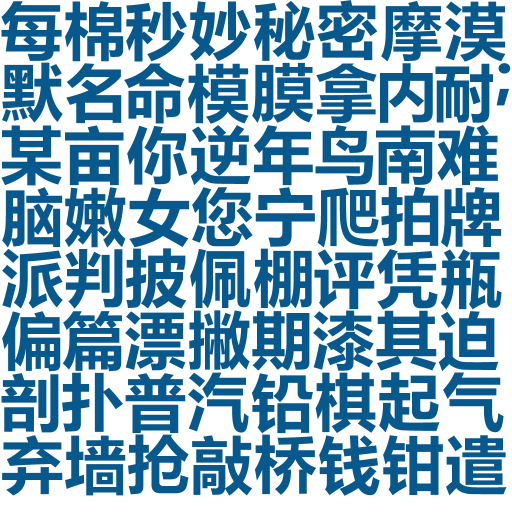 每棉秒妙秘密摩漠
默名命模膜拿内耐;
某亩你逆年鸟南难
脑嫩女您宁爬拍牌
派判披佩棚评凭瓶
偏篇漂撇期漆其迫
剖扑普汽铅棋起气
弃墙抢敲桥钱钳遣